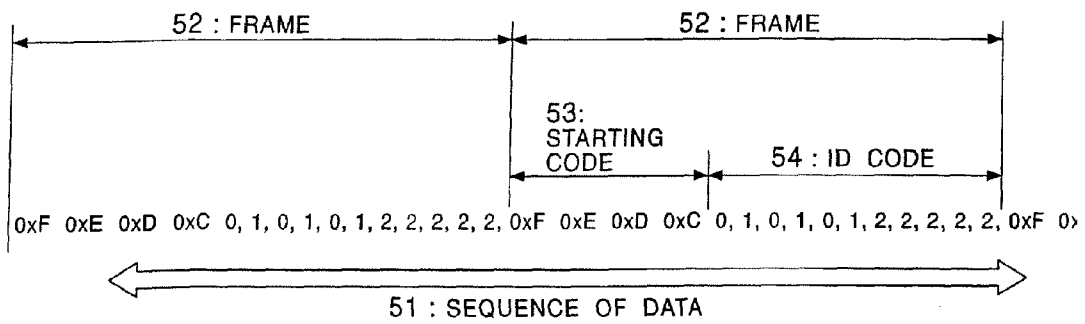 52 : FRAME 52 : FRAME
53:
STARTING
CODE
54 : ID CODE
0xF 0xE 0xD 0xC 0, 1, 0, 1, 0, 1, 2, 2, 2, 2, 2, 0xF 0xE 0xD 0xC 0, 1, 0, 1, 0, 1, 2, 2, 2, 2, 2, 0xF 0x
51 : SEQUENCE OF DATA